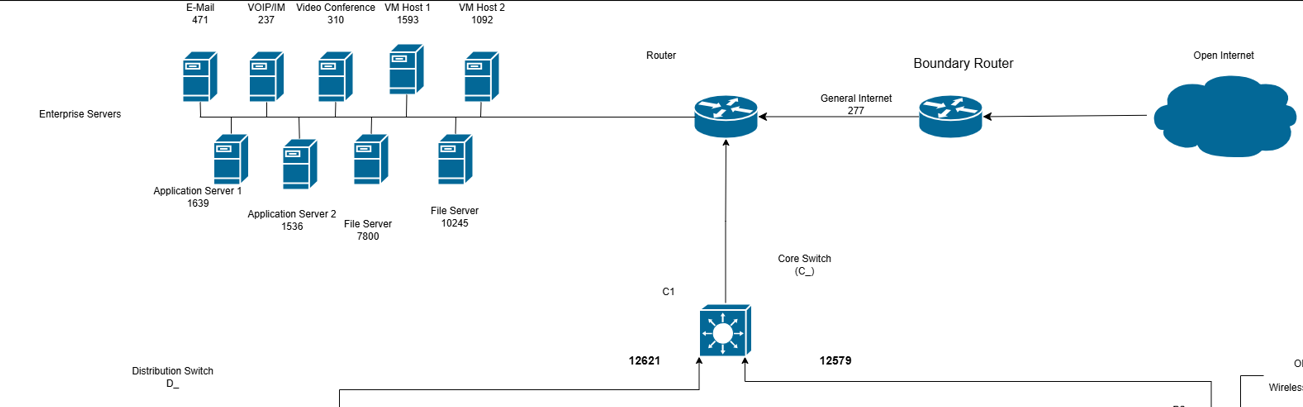 E-Mail
471
VOIP/IM
237
Video Conference
310
VM Host 1
1593
VM Host 2
1092
Router
Boundary Router
Open Internet
General Internet
277
Enterprise Servers
Application Server 1
1639
Application Server 2
1536
File Server
7800
File Server
10245
Core Switch
(C_)
C1
12621
12579
Distribution Switch
D_
Wireless